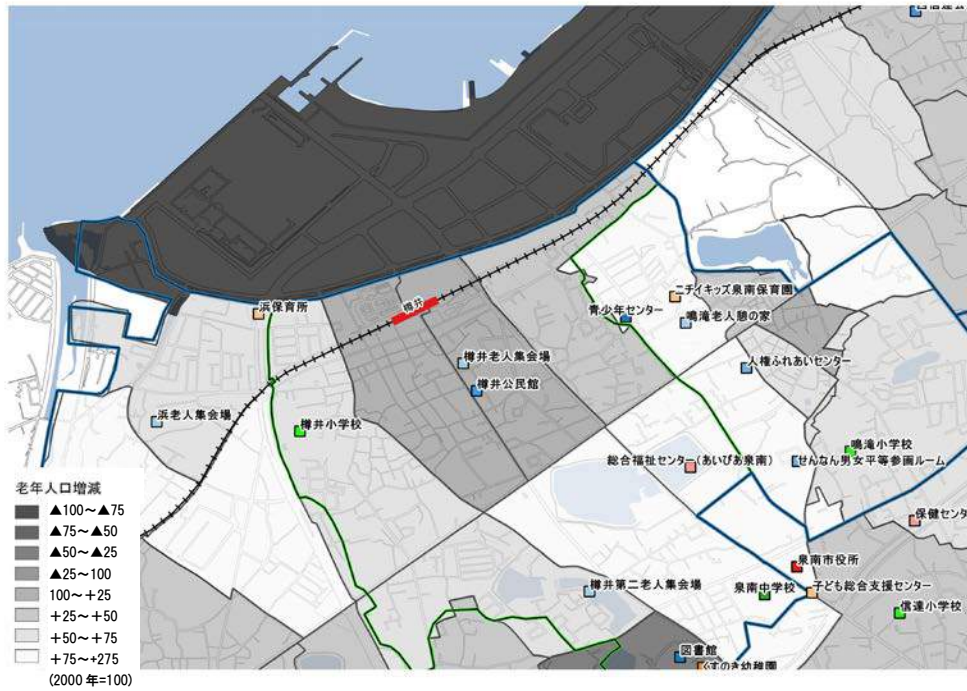 西信達公
浜保育所
樽井
ニチイキッズ泉南保育園
青少年センター
鳴滝老人憩の家
樽井老人集会場
人権ふれあいセンター
樽井公民館
浜老人集会場
樽井小学校
鳴滝小学校
総合福祉センター(あいぴあ泉南)
せんなん男女平等参画ルーム
保健センタ
泉南市役所
樽井第二老人集会場
泉南中学校
子ども総合支援センター
信達小学校
図書館
くすのき幼稚園
老年人口増減
▲100～▲75
▲75～▲50
▲50～▲25
▲25～100
100～+25
+25～+50
+50～+75
+75～+275
(2000年=100)